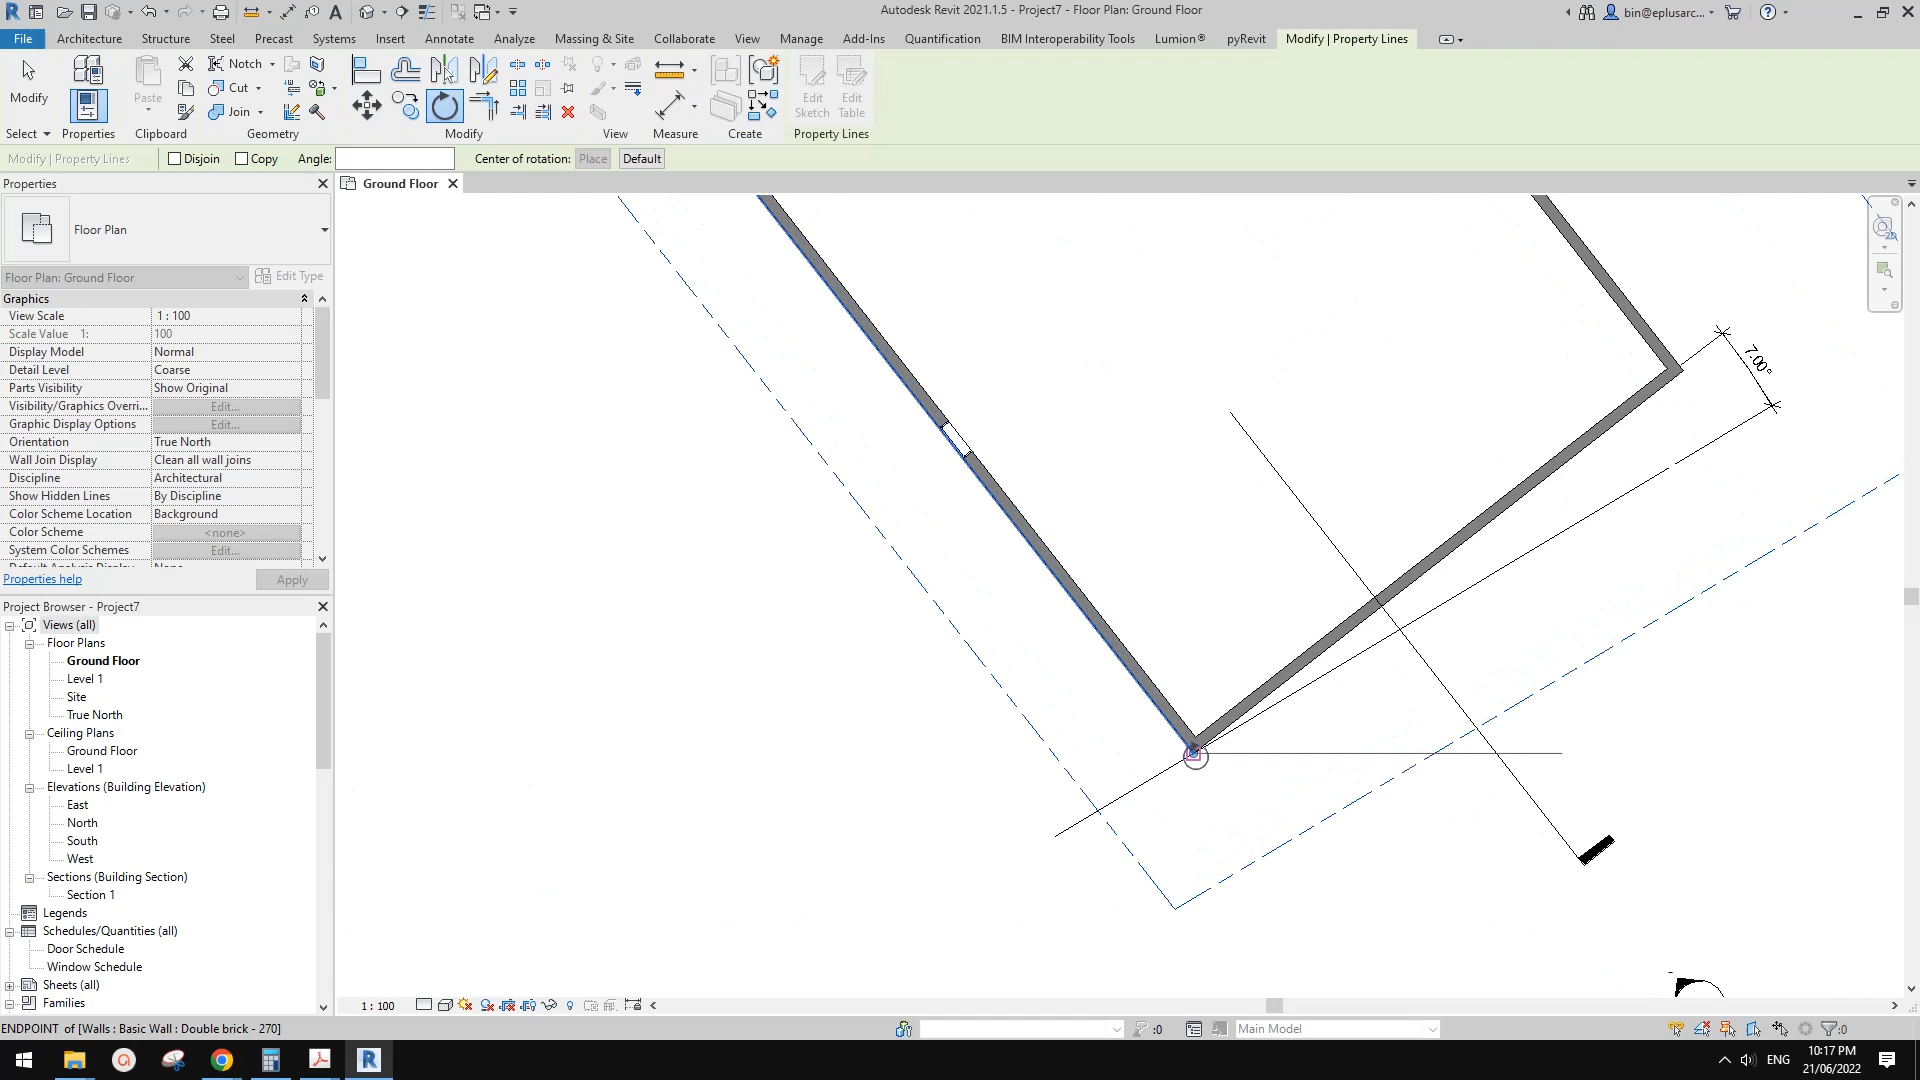 Autodesk Revit 2021.1.5 - Project7 - Floor Plan: Ground Floor
bin@eplusarc...
File Architecture Structure Steel Precast Systems Insert Annotate Analyze Massing & Site Collaborate View Manage Add-Ins Quantification BIM Interoperability Tools Lumion® pyRevit Modify | Property Lines
Modify
Paste
Notch
Cut
Join
Edit Sketch
Edit Table
Select Properties Clipboard Geometry Modify View Measure Create Property Lines
Modify | Property Lines Disjoin Copy Angle: Center of rotation: Place Default
Properties
Ground Floor
Floor Plan
Floor Plan: Ground Floor Edit Type
Graphics
View Scale 1 : 100
Scale Value 1: 100
Display Model Normal
Detail Level Coarse
Parts Visibility Show Original
Visibility/Graphics Overri... Edit...
Graphic Display Options Edit...
Orientation True North
Wall Join Display Clean all wall joins
Discipline Architectural
Show Hidden Lines By Discipline
Color Scheme Location Background
Color Scheme <none>
System Color Schemes Edit...
Default Analysis Display None
Properties help Apply
7.00°
Project Browser - Project7
Views (all)
Floor Plans
Ground Floor
Level 1
Site
True North
Ceiling Plans
Ground Floor
Level 1
Elevations (Building Elevation)
East
North
South
West
Sections (Building Section)
Section 1
Legends
Schedules/Quantities (all)
Door Schedule
Window Schedule
Sheets (all)
Families
1 : 100
ENDPOINT of [Walls : Basic Wall : Double brick - 270]
:0
Main Model
:0
ENG
10:17 PM
21/06/2022